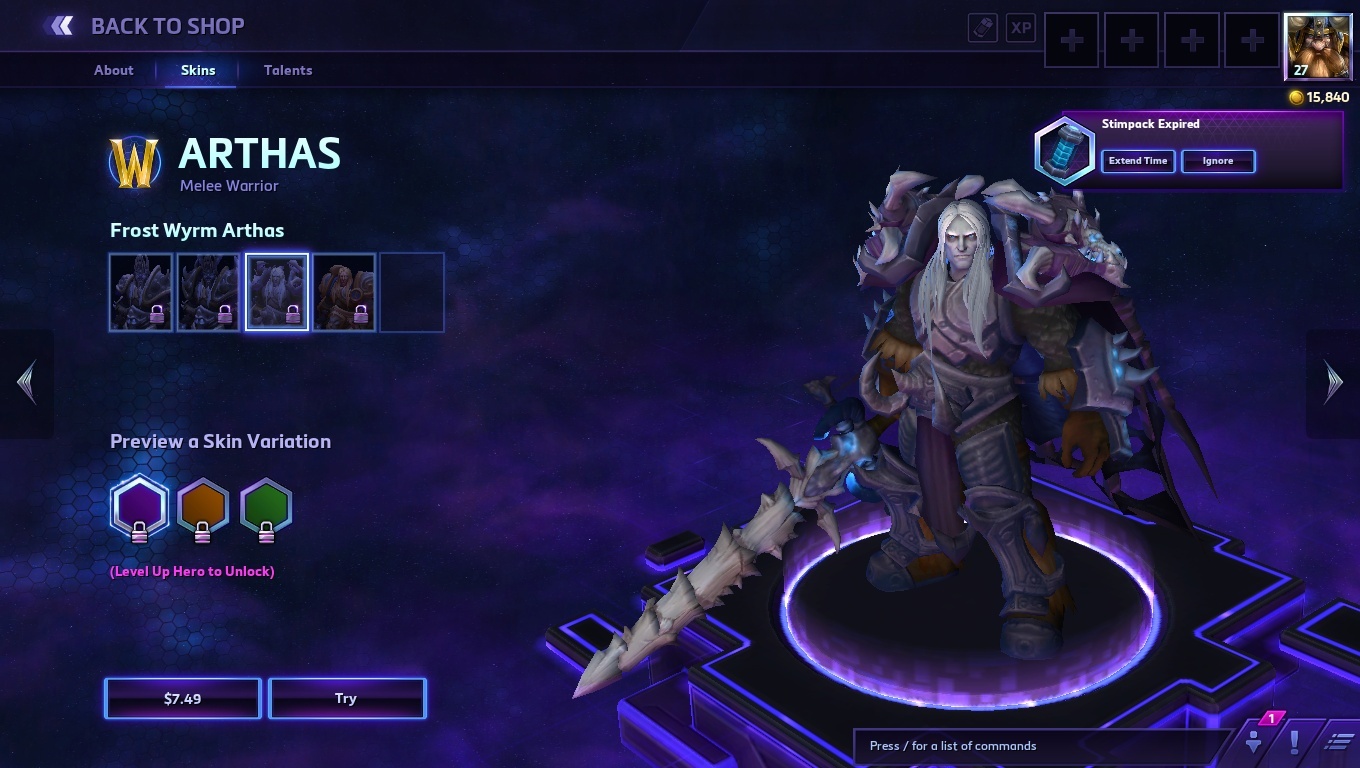 BACK TO SHOP
XP
27
About
Skins
Talents
15,840
Stimpack Expired
Extend Time
Ignore
W
ARTHAS
Melee Warrior
Frost Wyrm Arthas
Preview a Skin Variation
(Level Up Hero to Unlock)
$7.49
Try
1
Press / for a list of commands